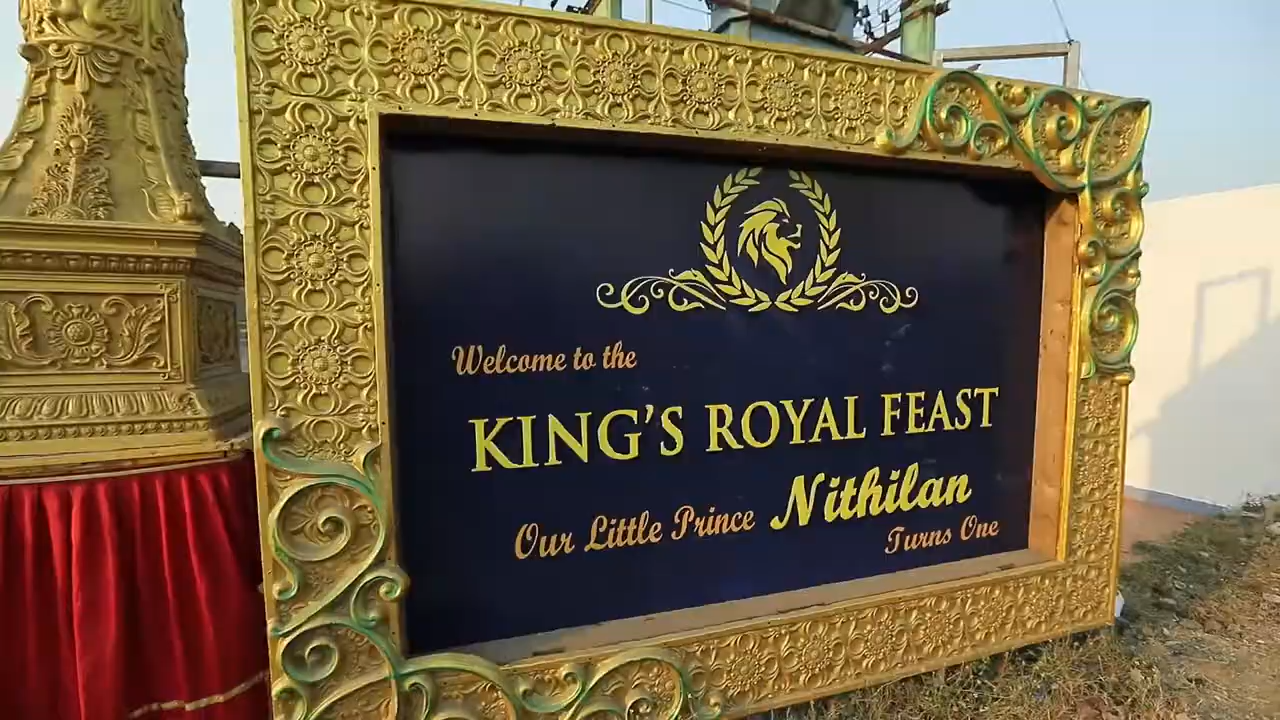 Welcome to the
KING'S ROYAL FEAST
Our Little Prince Nithilan
Turns One